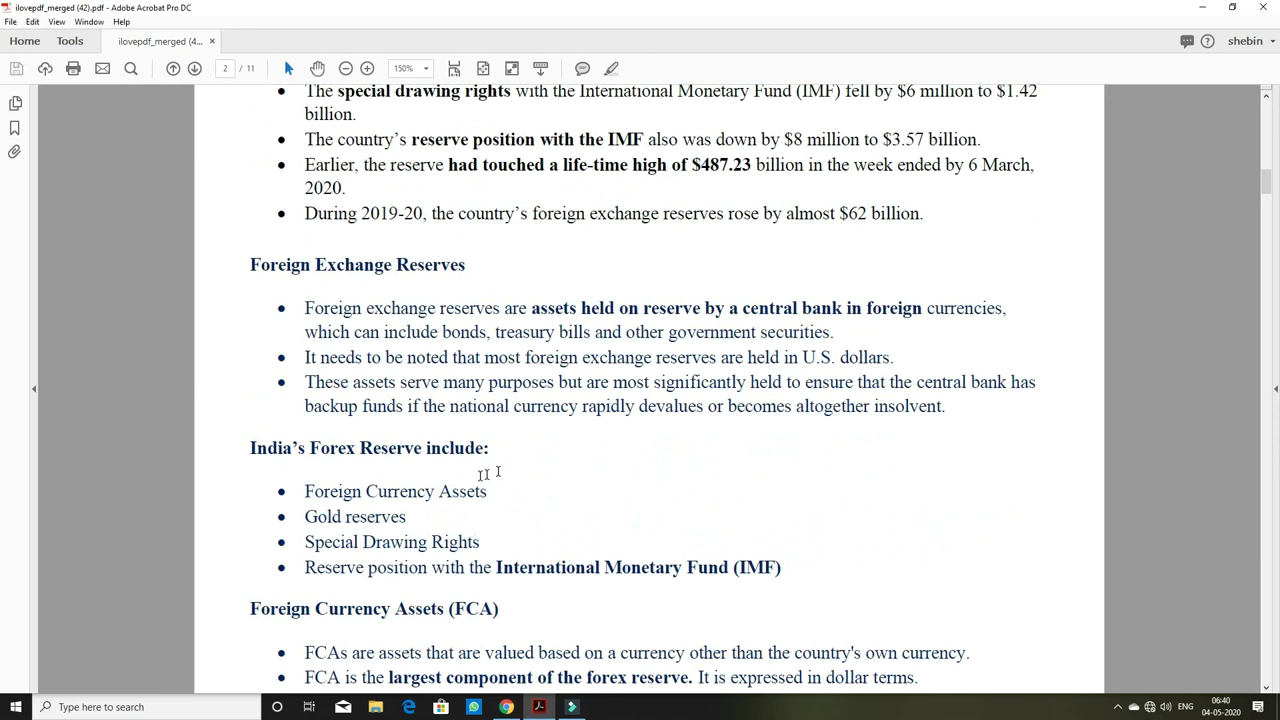 ilovepdf_merged (42).pdf - Adobe Acrobat Pro DC
File Edit View Window Help
Home Tools ilovepdf_merged (4... × shebin
2 / 11 150%
• The special drawing rights with the International Monetary Fund (IMF) fell by $6 million to $1.42
billion.
• The country's reserve position with the IMF also was down by $8 million to $3.57 billion.
• Earlier, the reserve had touched a life-time high of $487.23 billion in the week ended by 6 March,
2020.
• During 2019-20, the country's foreign exchange reserves rose by almost $62 billion.
Foreign Exchange Reserves
• Foreign exchange reserves are assets held on reserve by a central bank in foreign currencies,
which can include bonds, treasury bills and other government securities.
• It needs to be noted that most foreign exchange reserves are held in U.S. dollars.
• These assets serve many purposes but are most significantly held to ensure that the central bank has
backup funds if the national currency rapidly devalues or becomes altogether insolvent.
India's Forex Reserve include:
• Foreign Currency Assets
• Gold reserves
• Special Drawing Rights
• Reserve position with the International Monetary Fund (IMF)
Foreign Currency Assets (FCA)
• FCAs are assets that are valued based on a currency other than the country's own currency.
• FCA is the largest component of the forex reserve. It is expressed in dollar terms.
Type here to search
ENG
06:40
04-05-2020